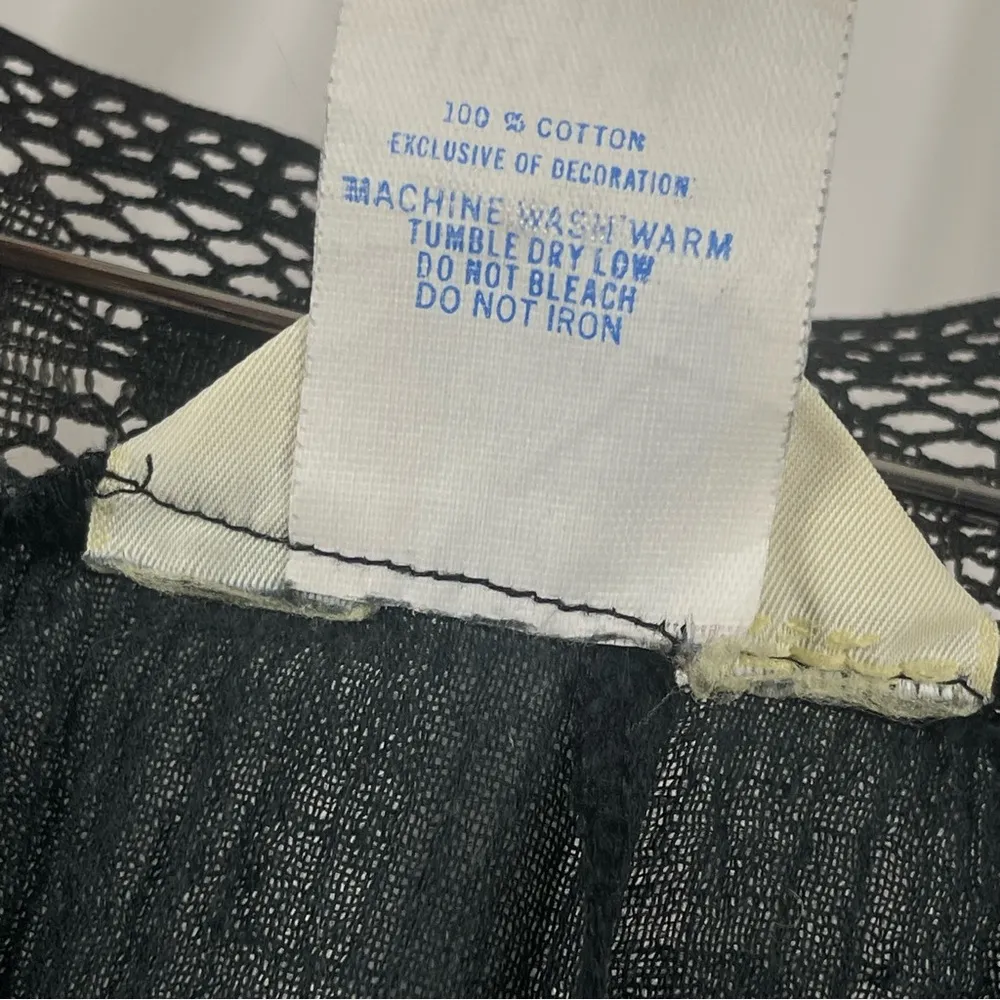 100 % COTTON
EXCLUSIVE OF DECORATION
MACHINE WASH WARM
TUMBLE DRY LOW
DO NOT BLEACH
DO NOT IRON